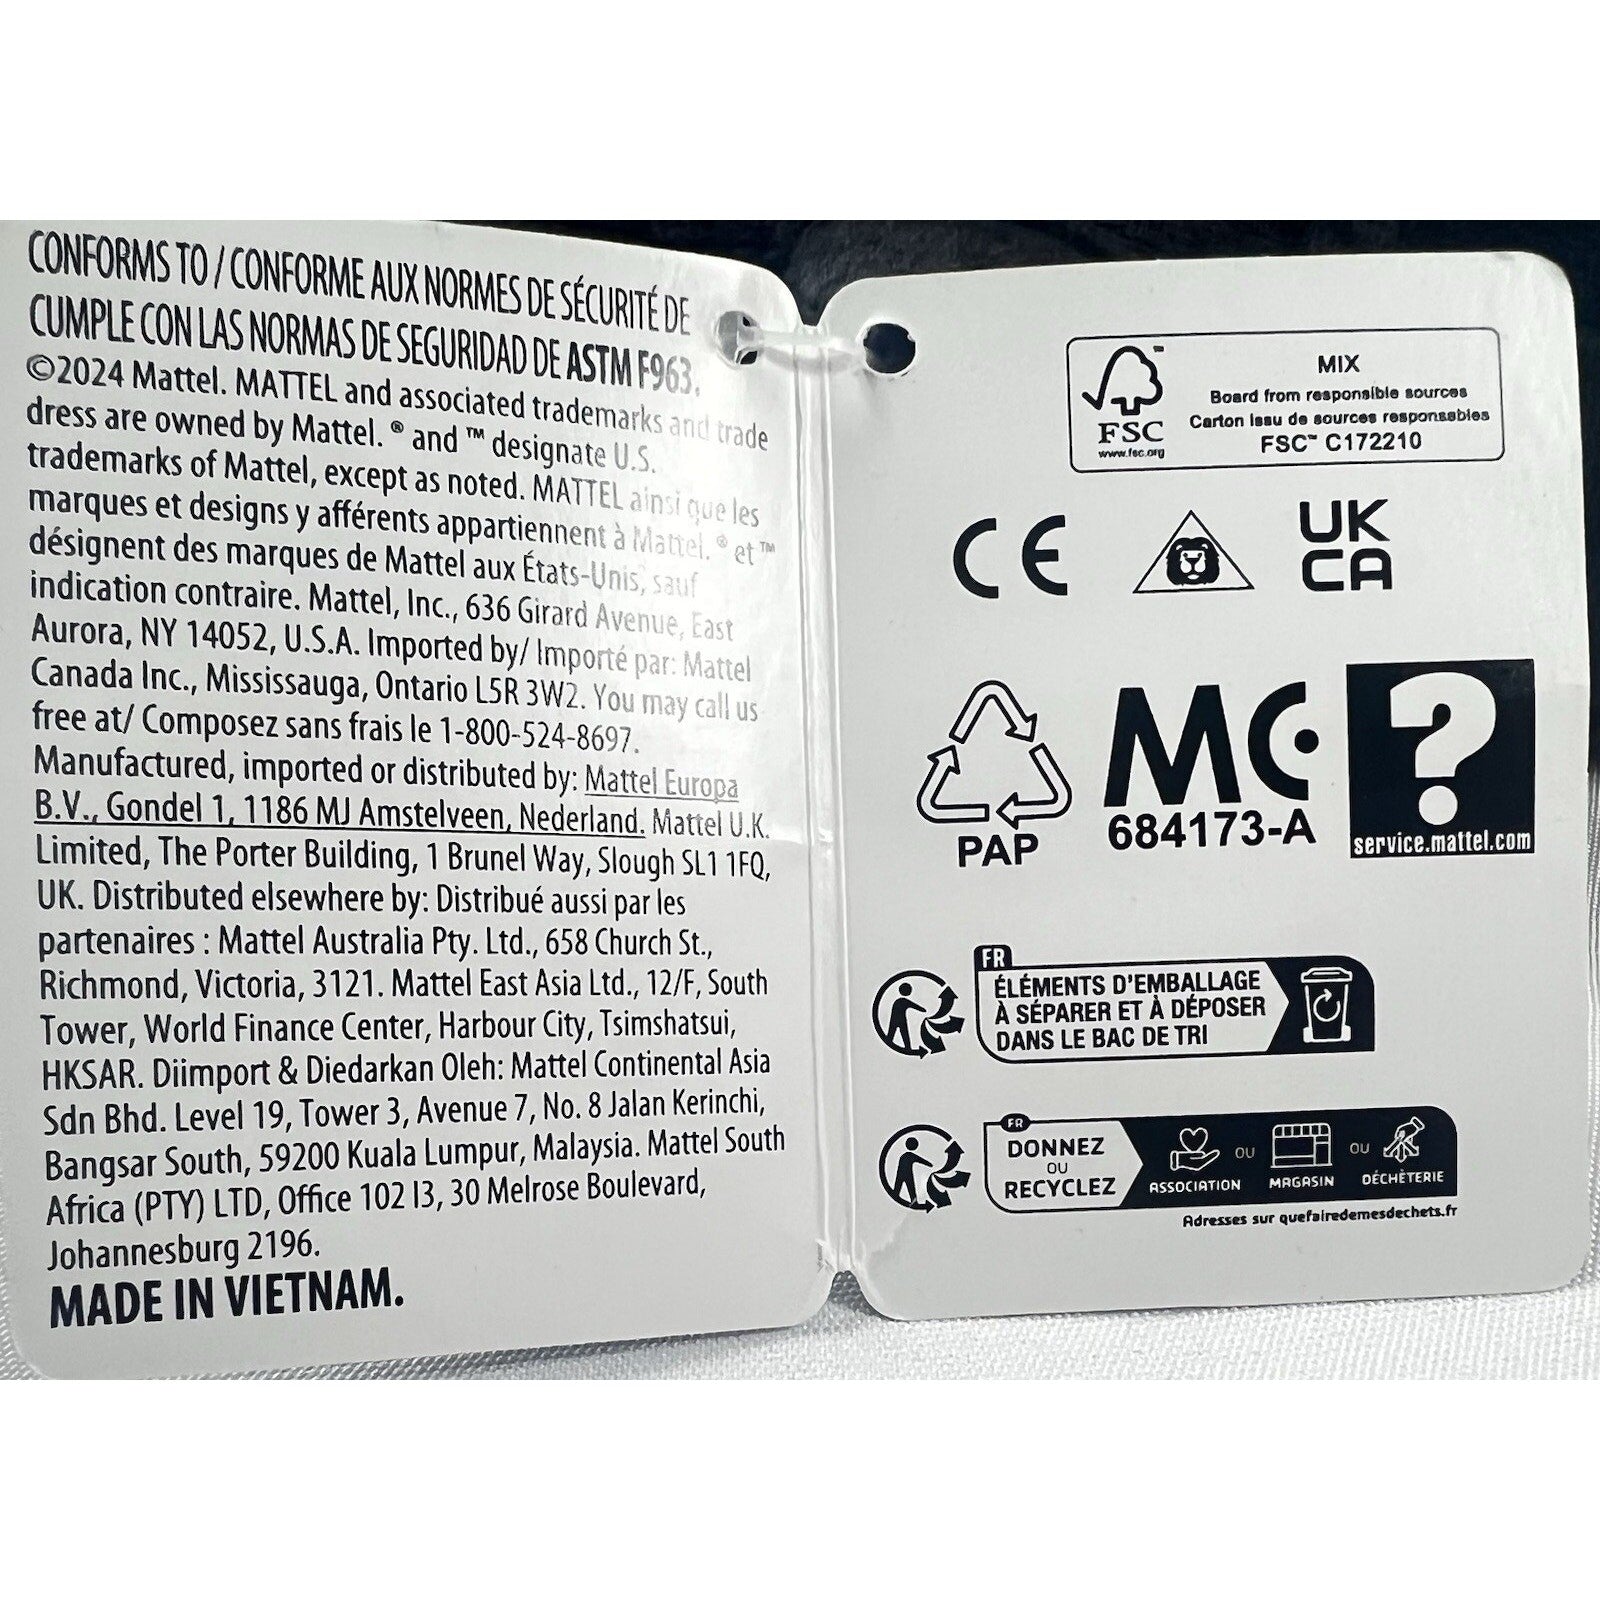 CONFORMS TO / CONFORME AUX NORMES DE SÉCURITÉ DE
CUMPLE CON LAS NORMAS DE SEGURIDAD DE ASTM F963.
©2024 Mattel. MATTEL and associated trademarks and trade
dress are owned by Mattel. ® and ™ designate U.S.
trademarks of Mattel, except as noted. MATTEL ainsi que les
marques et designs y afférents appartiennent à Mattel. ® et ™
désignent des marques de Mattel aux États-Unis, sauf
indication contraire. Mattel, Inc., 636 Girard Avenue, East
Aurora, NY 14052, U.S.A. Imported by/ Importé par: Mattel
Canada Inc., Mississauga, Ontario L5R 3W2. You may call us
free at/ Composez sans frais le 1-800-524-8697.
Manufactured, imported or distributed by: Mattel Europa
B.V., Gondel 1, 1186 MJ Amstelveen, Nederland. Mattel U.K.
Limited, The Porter Building, 1 Brunel Way, Slough SL1 1FQ,
UK. Distributed elsewhere by: Distribué aussi par les
partenaires : Mattel Australia Pty. Ltd., 658 Church St.,
Richmond, Victoria, 3121. Mattel East Asia Ltd., 12/F, South
Tower, World Finance Center, Harbour City, Tsimshatsui,
HKSAR. Diimport & Diedarkan Oleh: Mattel Continental Asia
Sdn Bhd. Level 19, Tower 3, Avenue 7, No. 8 Jalan Kerinchi,
Bangsar South, 59200 Kuala Lumpur, Malaysia. Mattel South
Africa (PTY) LTD, Office 102 I3, 30 Melrose Boulevard,
Johannesburg 2196.
MADE IN VIETNAM.
FSC
www.fsc.org
MIX
Board from responsible sources
Carton issu de sources responsables
FSC™ C172210
CE
UK
CA
PAP
MC
684173-A
?
service.mattel.com
FR
ÉLÉMENTS D'EMBALLAGE
À SÉPARER ET À DÉPOSER
DANS LE BAC DE TRI
FR
DONNEZ
OU
RECYCLEZ
ASSOCIATION OU MAGASIN OU DÉCHÈTERIE
Adresses sur quefairedemesdechets.fr